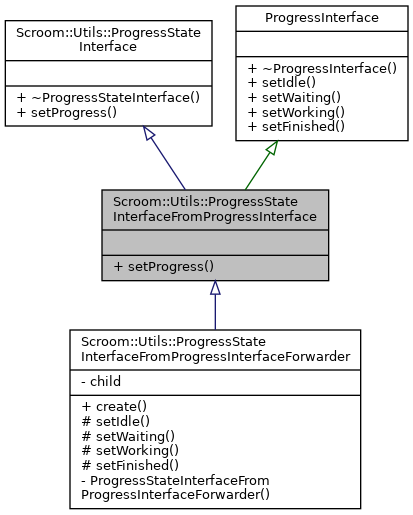 Scroom::Utils::ProgressState
Interface
+ ~ProgressStateInterface()
+ setProgress()
ProgressInterface
+ ~ProgressInterface()
+ setIdle()
+ setWaiting()
+ setWorking()
+ setFinished()
Scroom::Utils::ProgressState
InterfaceFromProgressInterface
+ setProgress()
Scroom::Utils::ProgressState
InterfaceFromProgressInterfaceForwarder
- child
+ create()
# setIdle()
# setWaiting()
# setWorking()
# setFinished()
- ProgressStateInterfaceFrom
ProgressInterfaceForwarder()